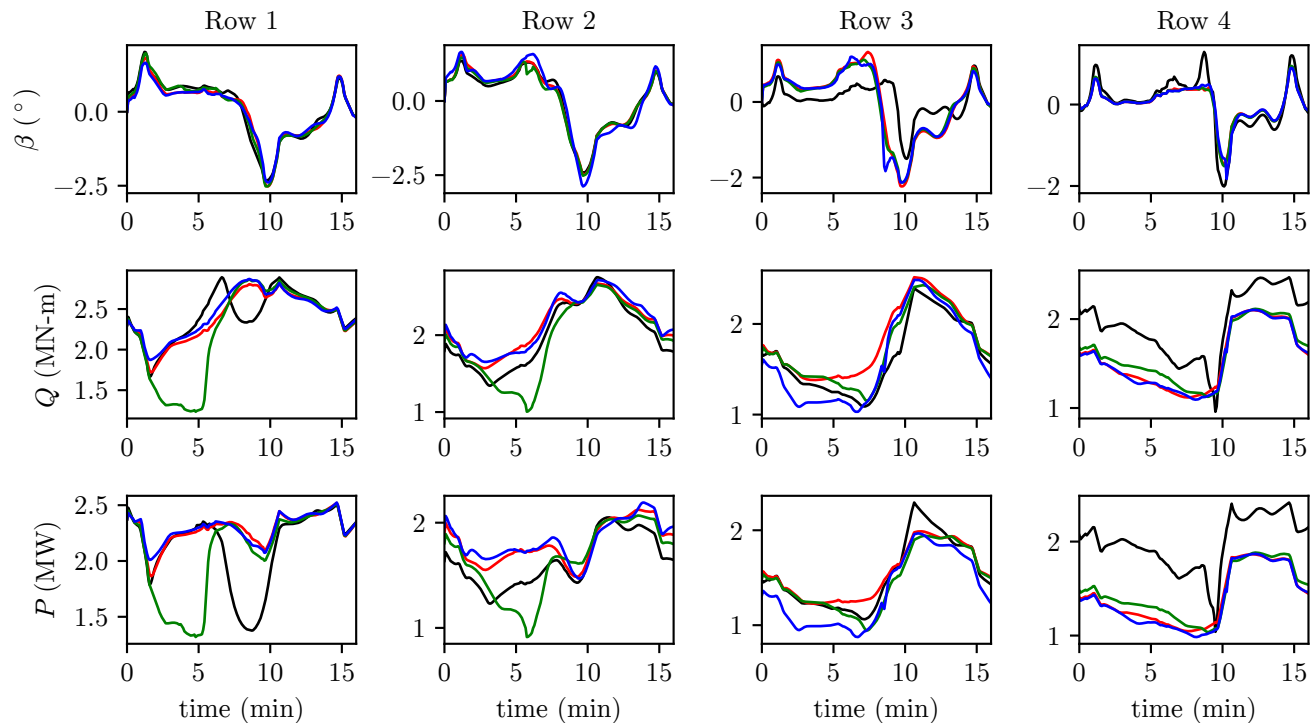 Row 1 Row 2 Row 3 Row 4
β (°)
0.0 −2.5 0.0 −2.5 0 −2 0 −2
0 5 10 15 0 5 10 15 0 5 10 15 0 5 10 15
Q (MN-m)
2.5 2.0 1.5 2 1 2 1 2 1
0 5 10 15 0 5 10 15 0 5 10 15 0 5 10 15
P (MW)
2.5 2.0 1.5 2 1 2 1 2 1
0 5 10 15 0 5 10 15 0 5 10 15 0 5 10 15
time (min) time (min) time (min) time (min)